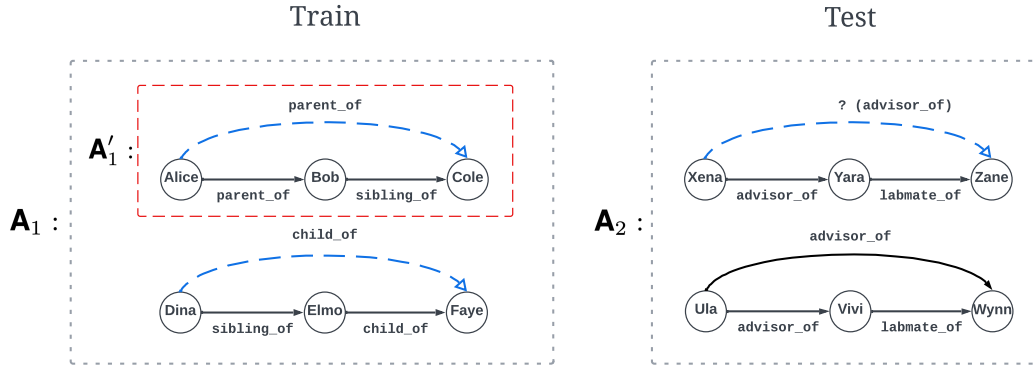 Train
Test
parent_of
A′₁ :
Alice
Bob
Cole
parent_of
sibling_of
A₁ :
child_of
Dina
Elmo
Faye
sibling_of
child_of
? (advisor_of)
Xena
Yara
Zane
advisor_of
labmate_of
A₂ :
advisor_of
Ula
Vivi
Wynn
advisor_of
labmate_of